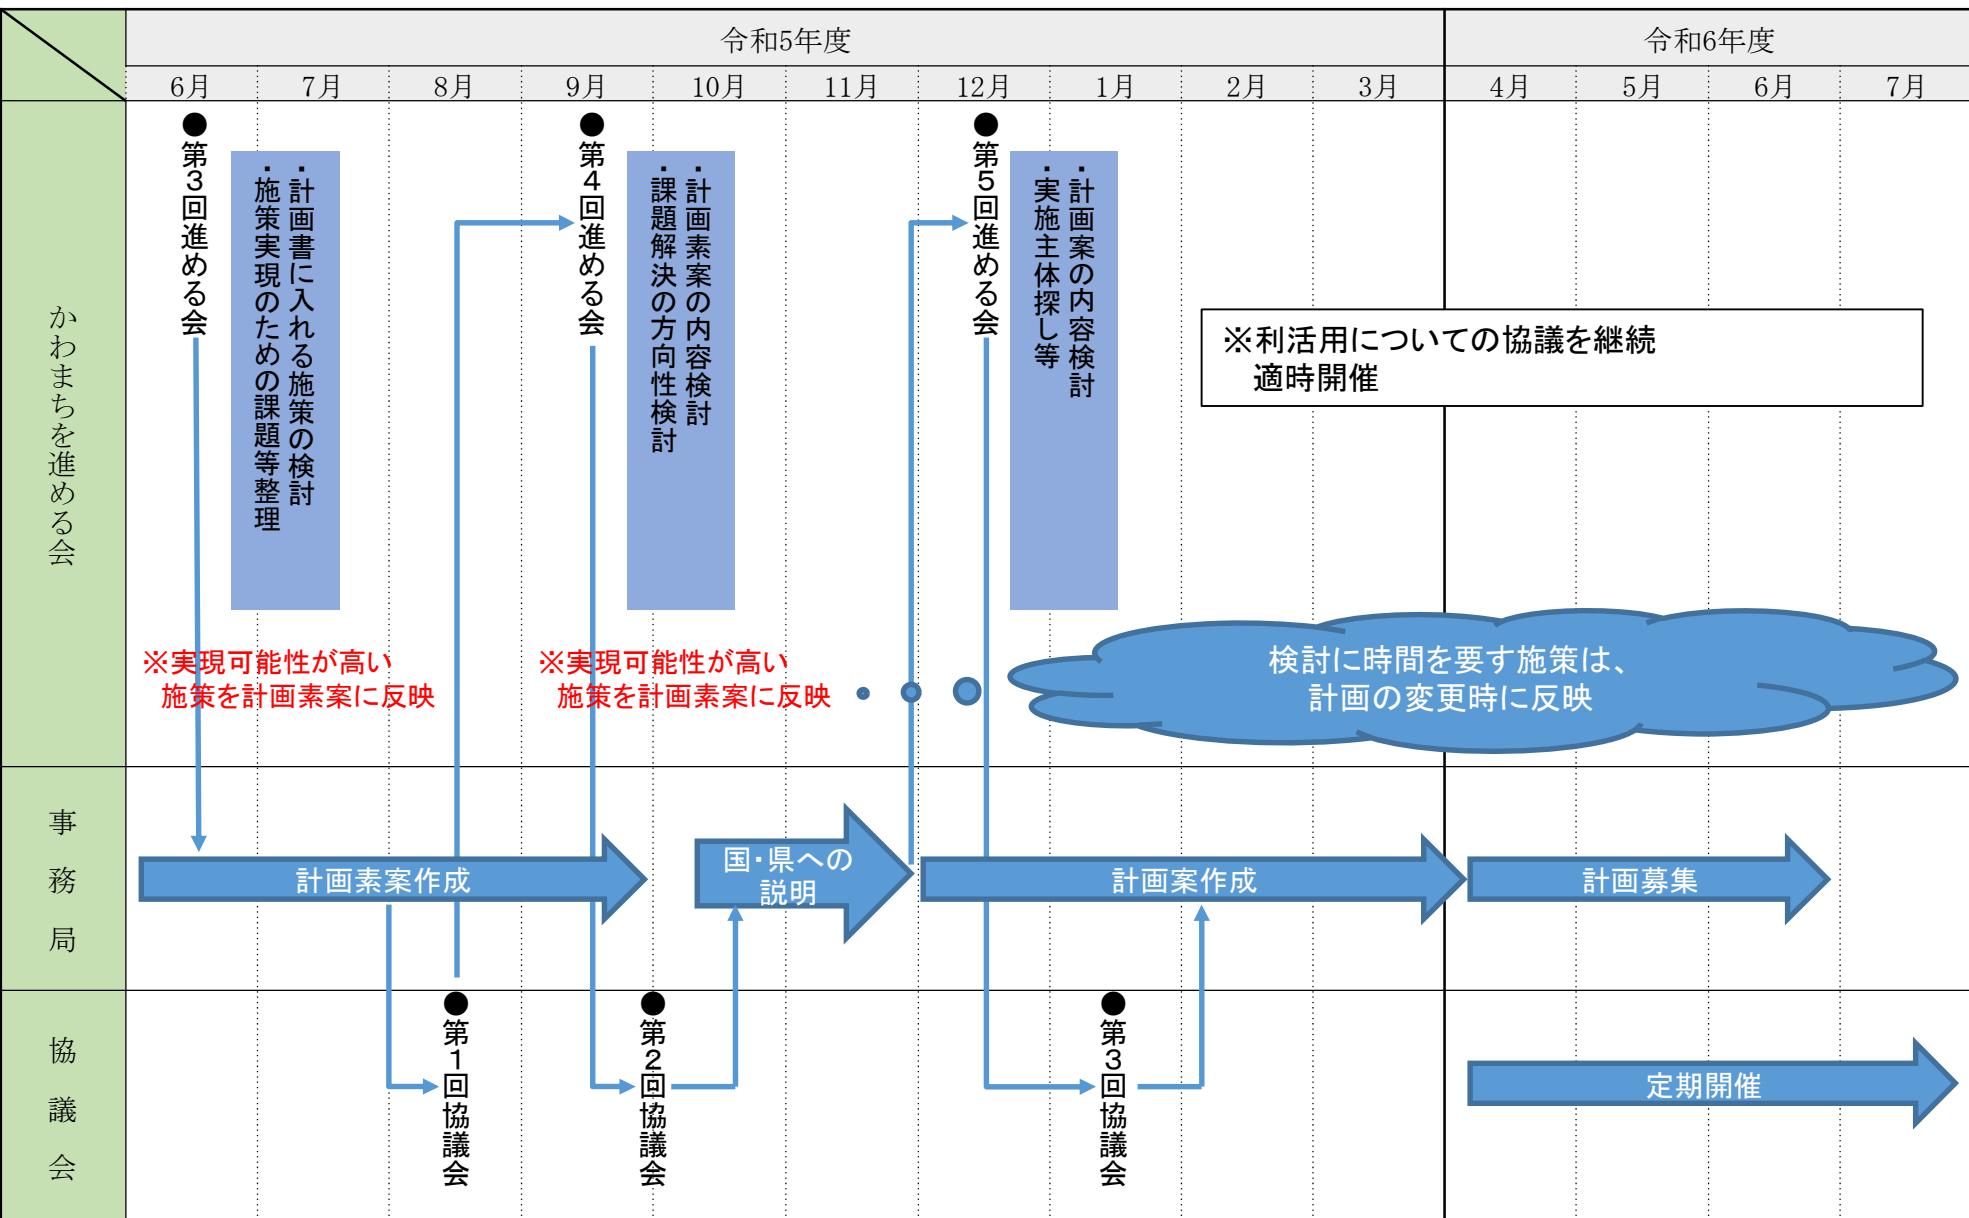 令和5年度
令和6年度
6月
7月
8月
9月
10月
11月
12月
1月
2月
3月
4月
5月
6月
7月
かわまちを進める会
●第3回進める会
・計画書に入れる施策の検討
・施策実現のための課題等整理
●第4回進める会
・計画素案の内容検討
・課題解決の方向性検討
●第5回進める会
・計画案の内容検討
・実施主体探し等
※利活用についての協議を継続
適時開催
※実現可能性が高い
施策を計画素案に反映
※実現可能性が高い
施策を計画素案に反映
検討に時間を要す施策は、
計画の変更時に反映
事務局
計画素案作成
国・県への
説明
計画案作成
計画募集
協議会
●第1回協議会
●第2回協議会
●第3回協議会
定期開催